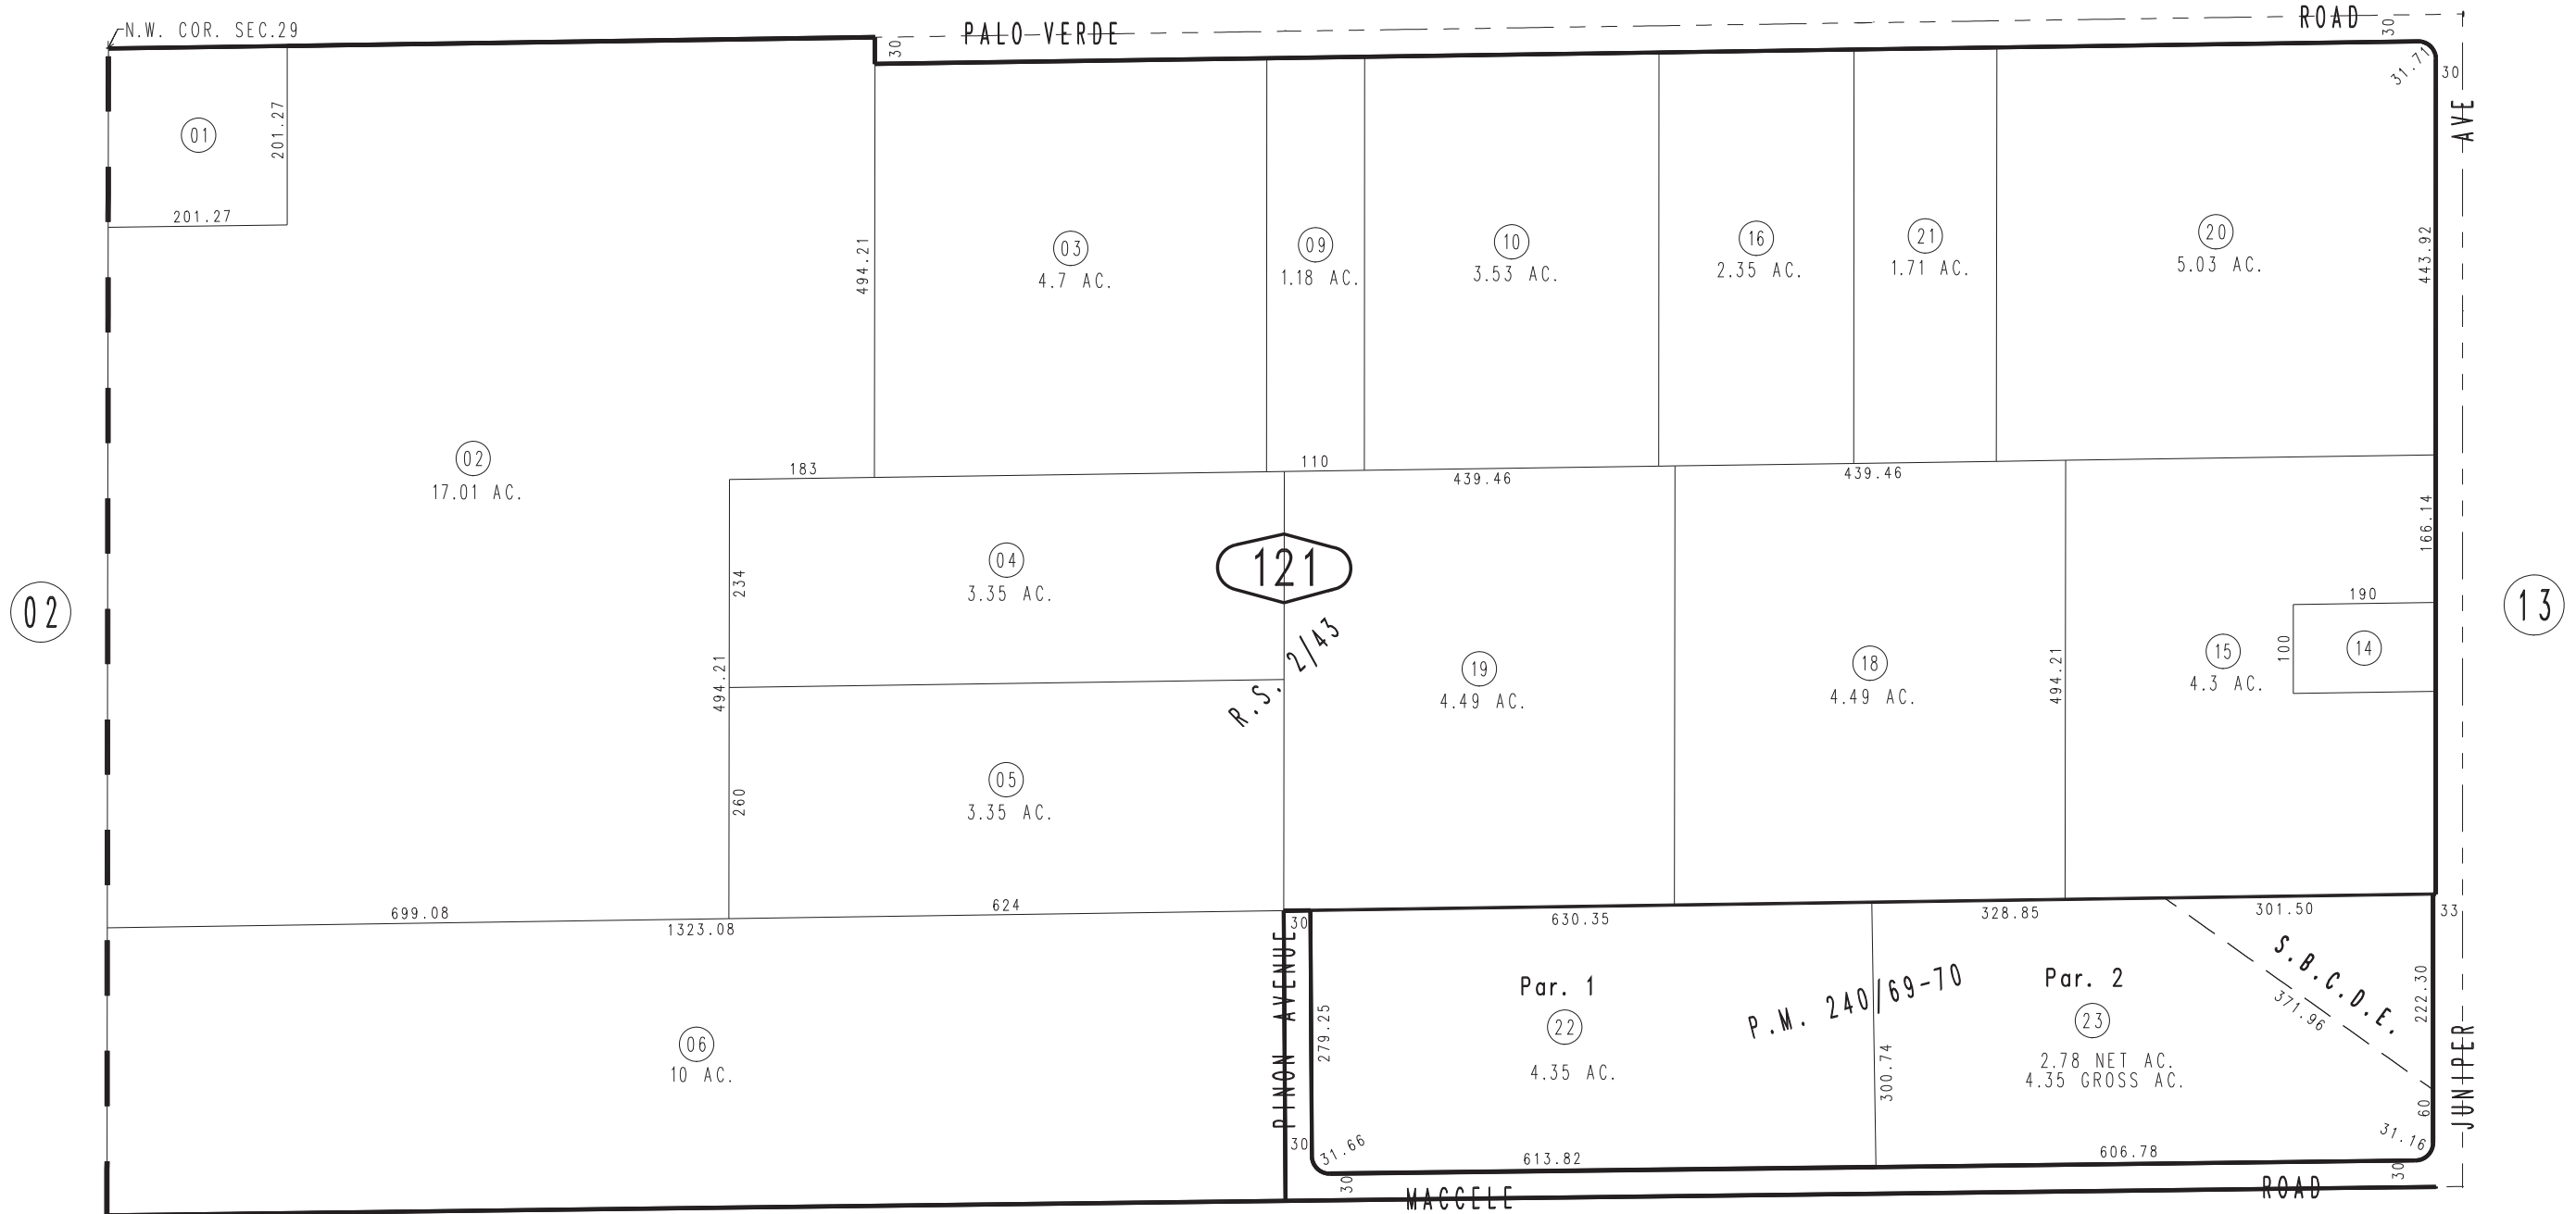 N.W. COR. SEC.29
PALO VERDE
ROAD
30
30
31.71
30
AVE
01
201.27
201.27
494.21
03
4.7 AC.
09
1.18 AC.
10
3.53 AC.
16
2.35 AC.
21
1.71 AC.
20
5.03 AC.
443.92
02
17.01 AC.
183
110
439.46
439.46
166.14
04
3.35 AC.
234
494.21
121
R.S. 2/43
02
13
190
100
14
15
4.3 AC.
19
4.49 AC.
18
4.49 AC.
494.21
05
3.35 AC.
260
699.08
624
1323.08
30
630.35
328.85
301.50
33
PINON AVENUE
279.25
Par. 1
22
4.35 AC.
P.M. 240/69-70
300.74
Par. 2
23
2.78 NET AC.
4.35 GROSS AC.
S.B.C.D.E.
371.96
222.30
60
JUNIPER
06
10 AC.
30
31.66
613.82
606.78
31.16
30
30
MACCELE
ROAD